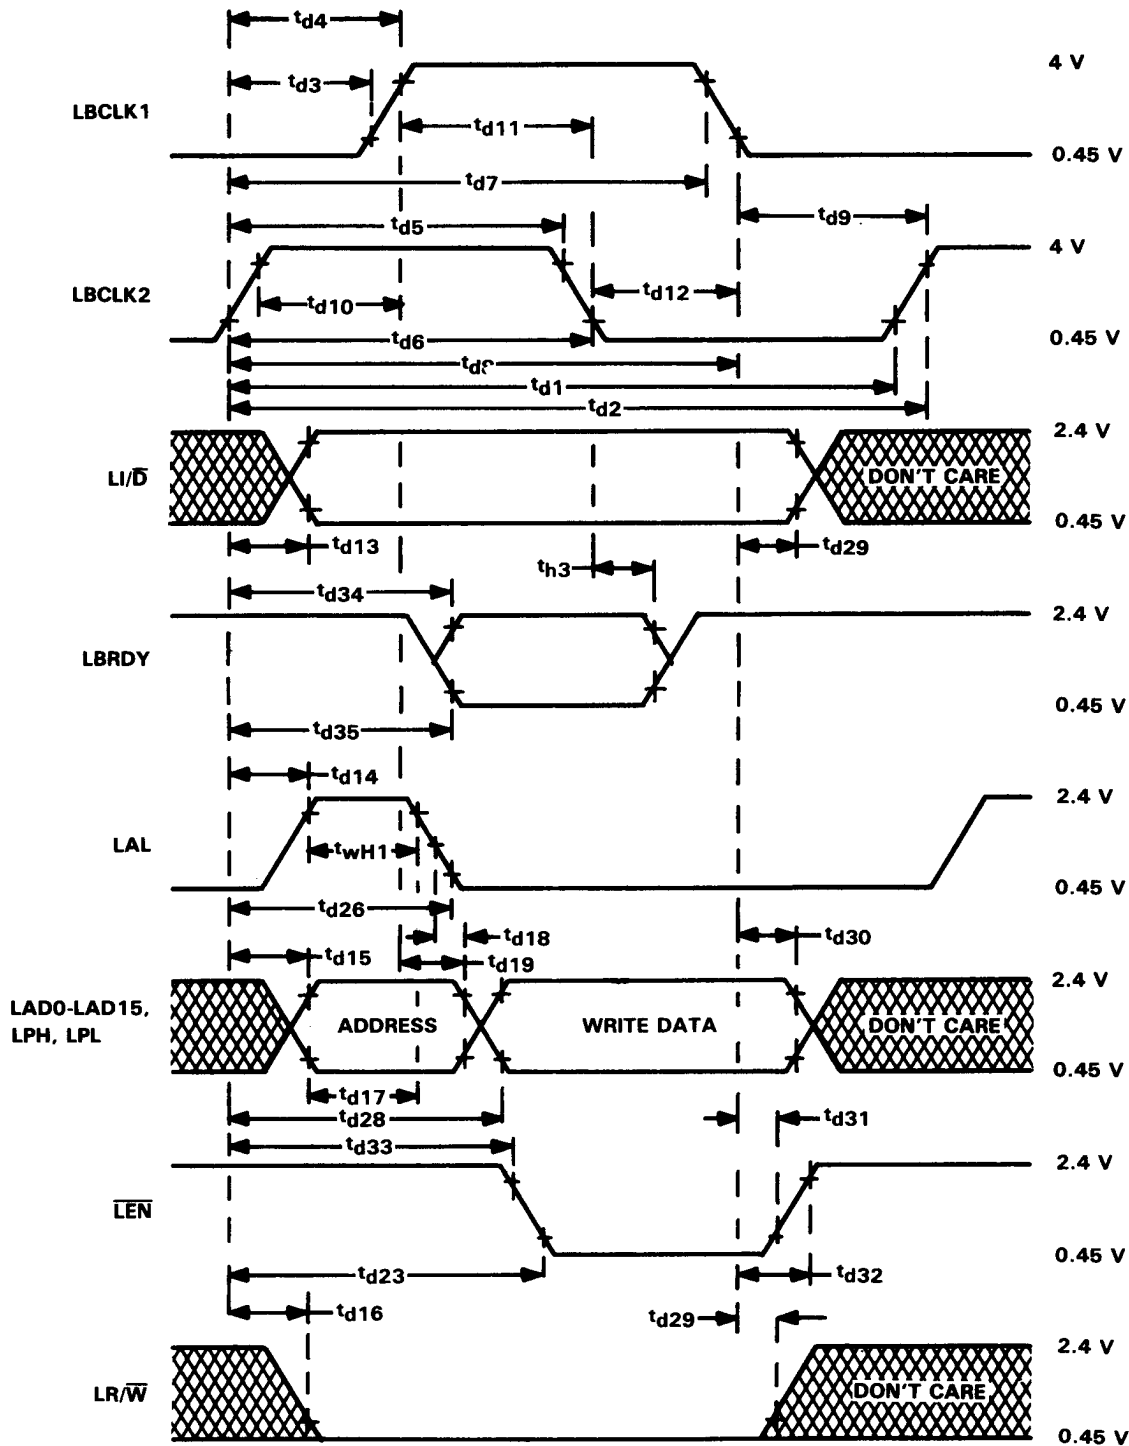 td4
4 V
td3
LBCLK1
td11
0.45 V
td7
td9
td5
4 V
LBCLK2
td10
td12
td6
0.45 V
td8
td1
td2
2.4 V
LI/D̅
DON'T CARE
0.45 V
td13
td29
th3
td34
2.4 V
LBRDY
0.45 V
td35
td14
2.4 V
LAL
twH1
0.45 V
td26
td18
td30
td15
td19
2.4 V
LAD0-LAD15,
LPH, LPL
ADDRESS
WRITE DATA
DON'T CARE
0.45 V
td17
td28
td31
td33
2.4 V
L̅E̅N̅
0.45 V
td23
td32
td16
td29
2.4 V
LR/W̅
DON'T CARE
0.45 V